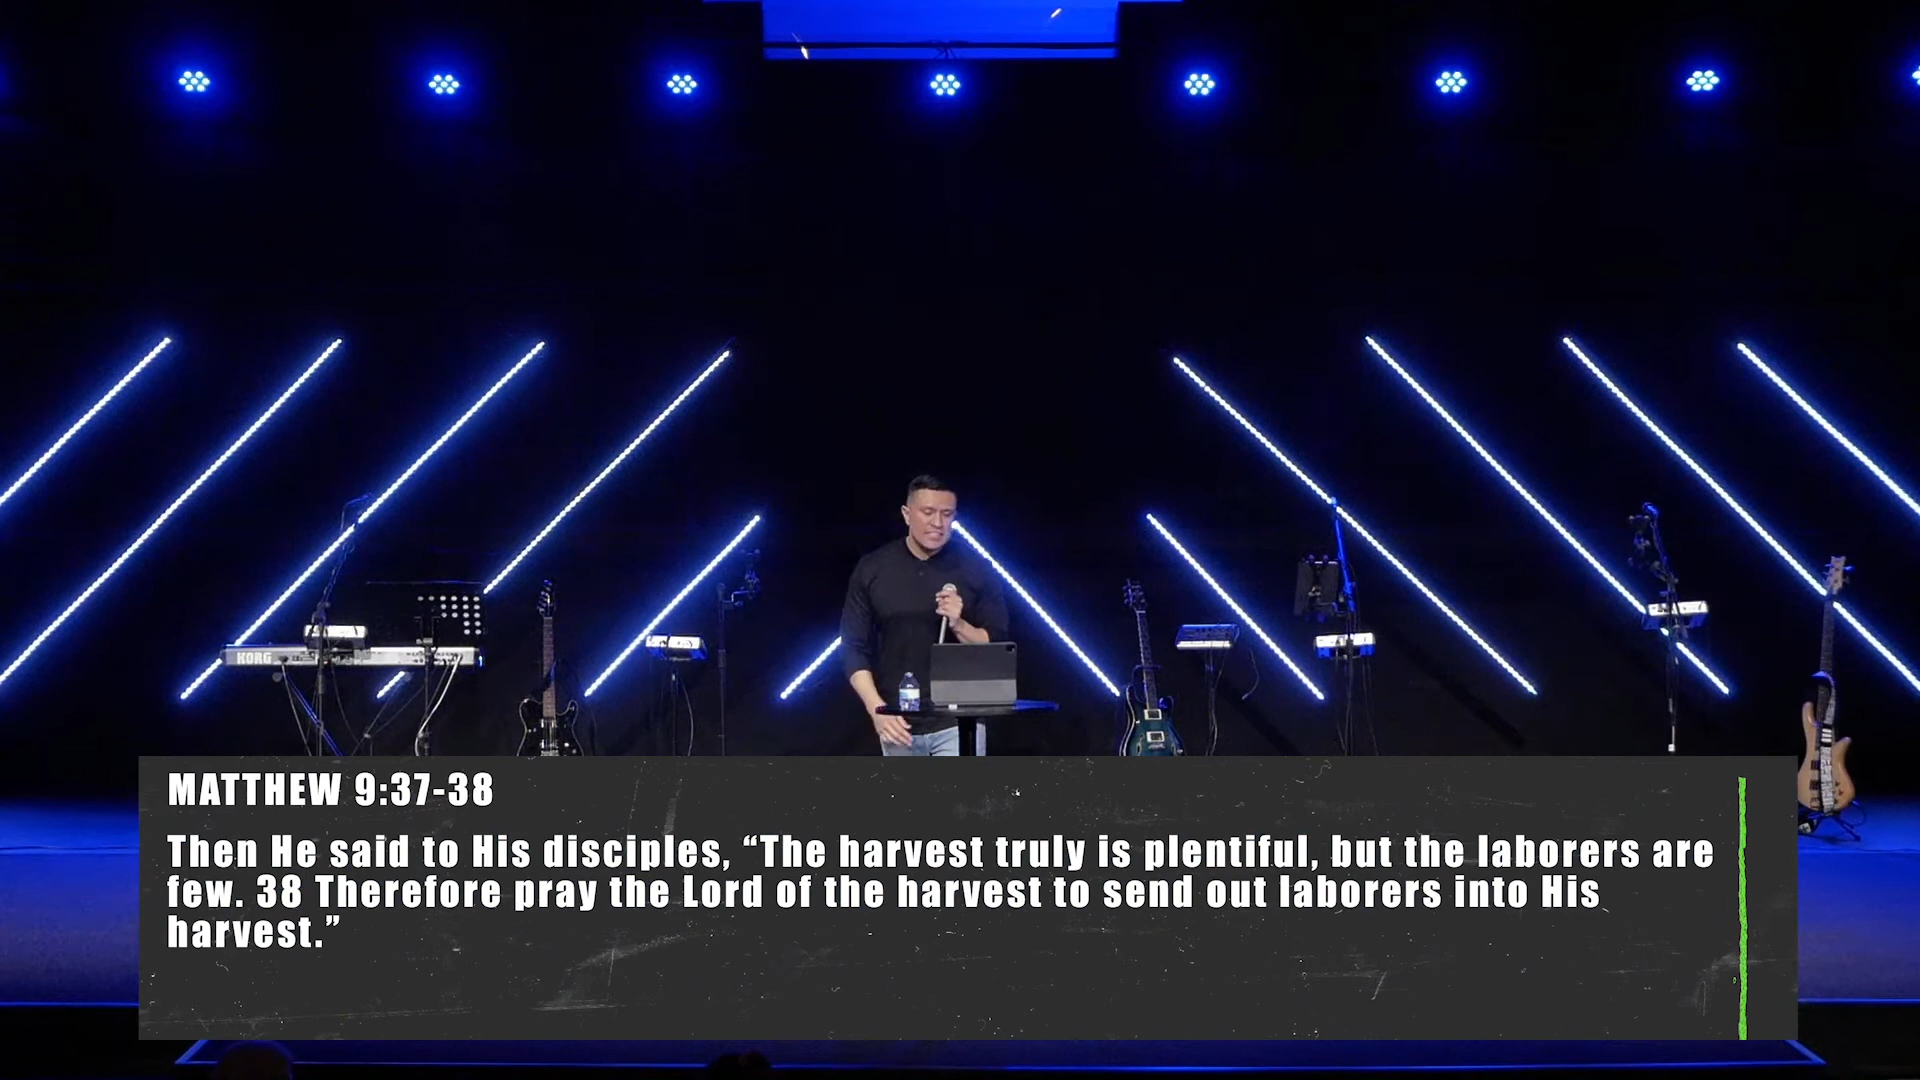 KORG
MATTHEW 9:37-38
Then He said to His disciples, “The harvest truly is plentiful, but the laborers are
few. 38 Therefore pray the Lord of the harvest to send out laborers into His
harvest.”